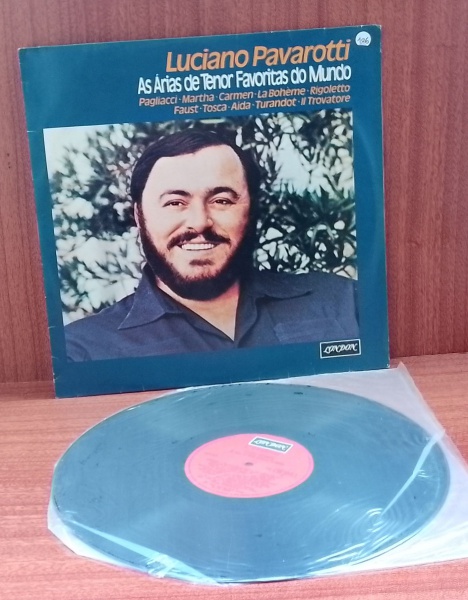 Luciano Pavarotti
196
As Árias de Tenor Favoritas do Mundo
Pagliacci · Martha · Carmen · La Bohème · Rigoletto
Faust · Tosca · Aida · Turandot · Il Trovatore
LONDON
LONDON